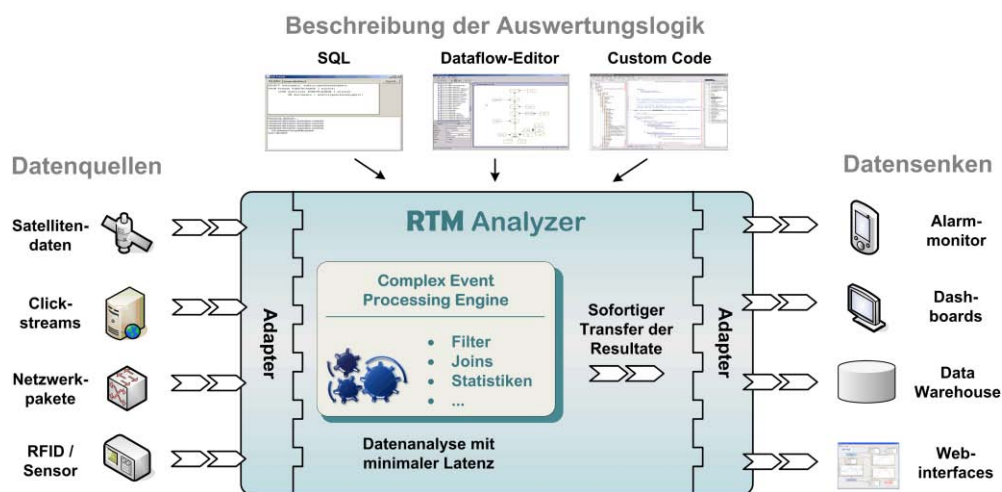 Beschreibung der Auswertungslogik
SQL
Dataflow-Editor
Custom Code
Datenquellen
Datensenken
RTM Analyzer
Satelliten-
daten
Click-
streams
Netzwerk-
pakete
RFID /
Sensor
Adapter
Complex Event
Processing Engine
• Filter
• Joins
• Statistiken
• ...
Datenanalyse mit
minimaler Latenz
Sofortiger
Transfer der
Resultate
Adapter
Alarm-
monitor
Dash-
boards
Data
Warehouse
Web-
interfaces